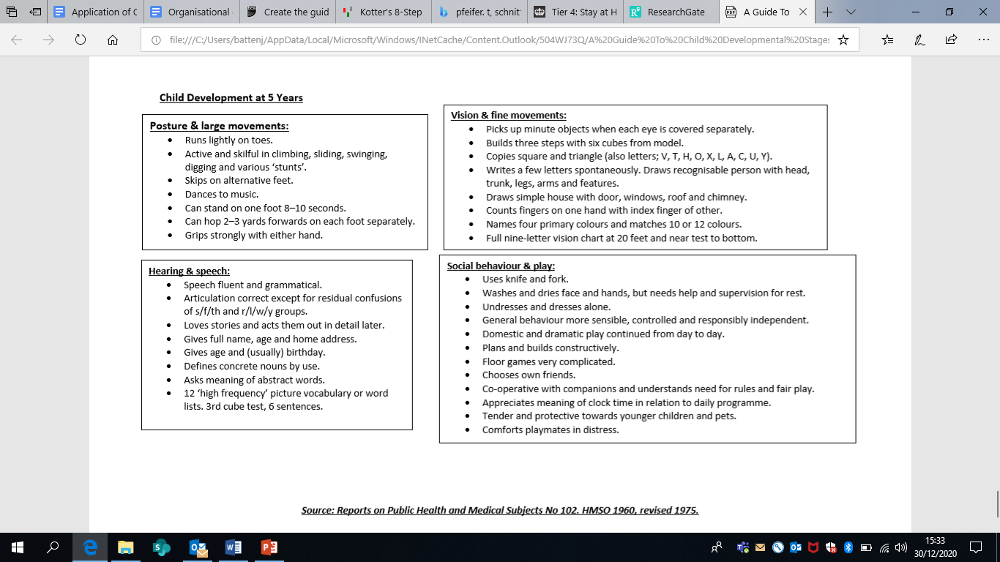 Application of C
Organisational
Create the guid
Kotter's 8-Step
pfeifer. t, schnit
Tier 4: Stay at H
ResearchGate
A Guide To
file:///C:/Users/battenj/AppData/Local/Microsoft/Windows/INetCache/Content.Outlook/504WJ73Q/A%20Guide%20To%20Child%20Developmental%20Stages
Child Development at 5 Years
Posture & large movements:
• Runs lightly on toes.
• Active and skilful in climbing, sliding, swinging,
digging and various ‘stunts’.
• Skips on alternative feet.
• Dances to music.
• Can stand on one foot 8–10 seconds.
• Can hop 2–3 yards forwards on each foot separately.
• Grips strongly with either hand.
Vision & fine movements:
• Picks up minute objects when each eye is covered separately.
• Builds three steps with six cubes from model.
• Copies square and triangle (also letters; V, T, H, O, X, L, A, C, U, Y).
• Writes a few letters spontaneously. Draws recognisable person with head,
trunk, legs, arms and features.
• Draws simple house with door, windows, roof and chimney.
• Counts fingers on one hand with index finger of other.
• Names four primary colours and matches 10 or 12 colours.
• Full nine-letter vision chart at 20 feet and near test to bottom.
Hearing & speech:
• Speech fluent and grammatical.
• Articulation correct except for residual confusions
of s/f/th and r/l/w/y groups.
• Loves stories and acts them out in detail later.
• Gives full name, age and home address.
• Gives age and (usually) birthday.
• Defines concrete nouns by use.
• Asks meaning of abstract words.
• 12 ‘high frequency’ picture vocabulary or word
lists. 3rd cube test, 6 sentences.
Social behaviour & play:
• Uses knife and fork.
• Washes and dries face and hands, but needs help and supervision for rest.
• Undresses and dresses alone.
• General behaviour more sensible, controlled and responsibly independent.
• Domestic and dramatic play continued from day to day.
• Plans and builds constructively.
• Floor games very complicated.
• Chooses own friends.
• Co-operative with companions and understands need for rules and fair play.
• Appreciates meaning of clock time in relation to daily programme.
• Tender and protective towards younger children and pets.
• Comforts playmates in distress.
Source: Reports on Public Health and Medical Subjects No 102. HMSO 1960, revised 1975.
15:33
30/12/2020